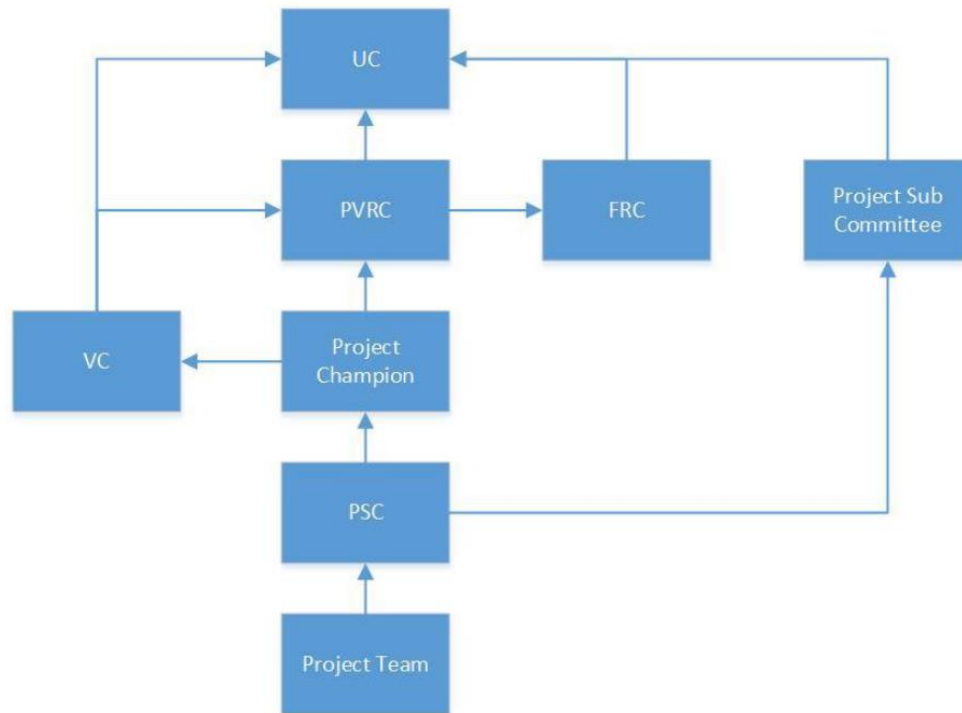 UC
PVRC
FRC
Project Sub
Committee
VC
Project
Champion
PSC
Project Team